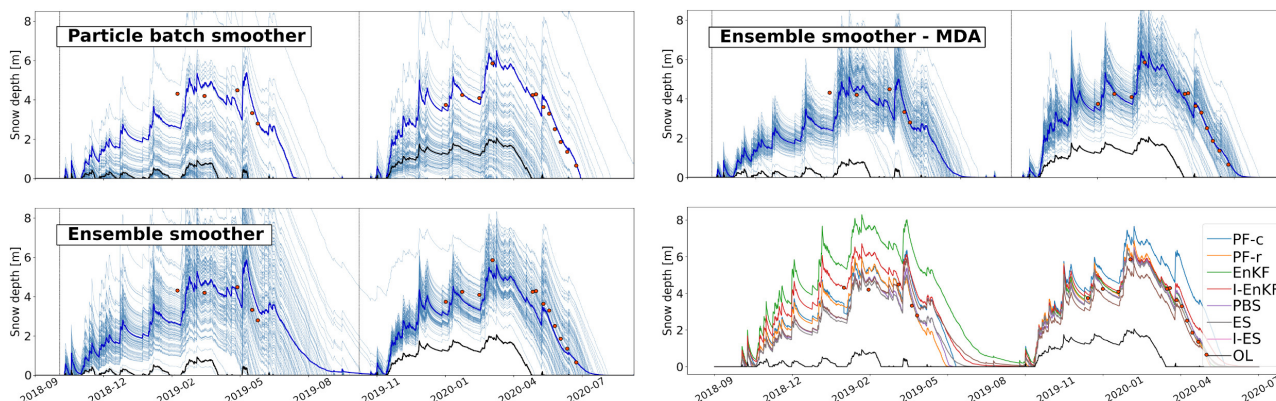 Particle batch smoother
Snow depth [m]
8
6
4
2
0
Ensemble smoother
Snow depth [m]
8
6
4
2
0
2018-09
2018-12
2019-02
2019-05
2019-08
2019-11
2020-01
2020-04
2020-07
Ensemble smoother - MDA
Snow depth [m]
8
6
4
2
0
Snow depth [m]
8
6
4
2
0
PF-c
PF-r
EnKF
I-EnKF
PBS
ES
I-ES
OL
2018-09
2018-12
2019-02
2019-05
2019-08
2019-11
2020-01
2020-04